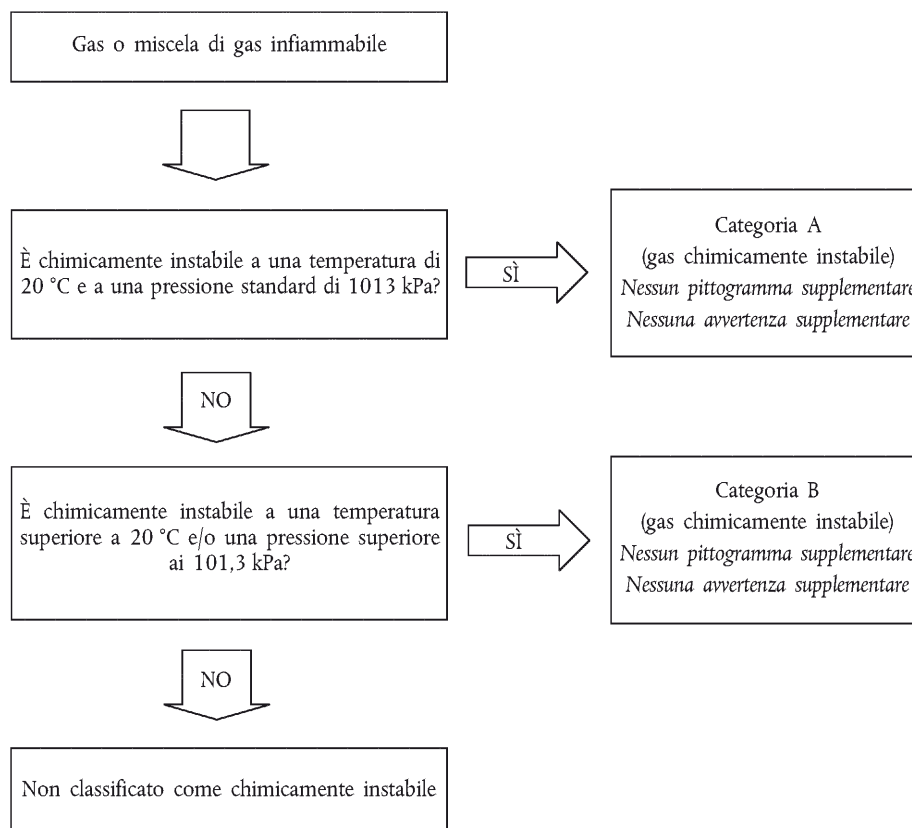 Gas o miscela di gas infiammabile
È chimicamente instabile a una temperatura di
20 °C e a una pressione standard di 1013 kPa?
SÌ
Categoria A
(gas chimicamente instabile)
Nessun pittogramma supplementare
Nessuna avvertenza supplementare
NO
È chimicamente instabile a una temperatura
superiore a 20 °C e/o una pressione superiore
ai 101,3 kPa?
SÌ
Categoria B
(gas chimicamente instabile)
Nessun pittogramma supplementare
Nessuna avvertenza supplementare
NO
Non classificato come chimicamente instabile